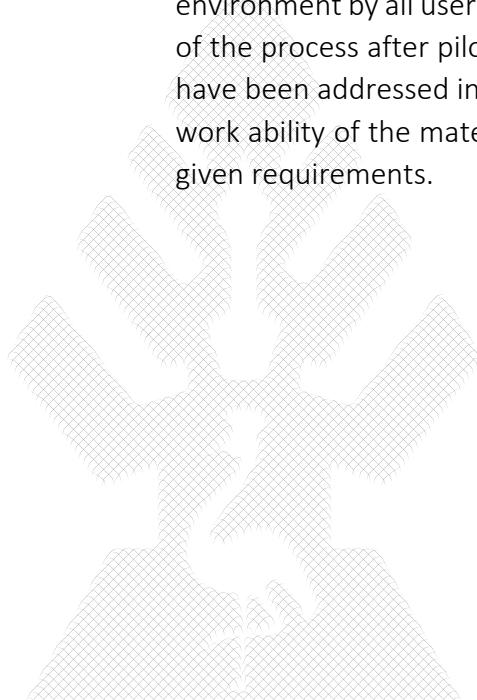 environment by all user
of the process after pilo
have been addressed in
work ability of the mate
given requirements.